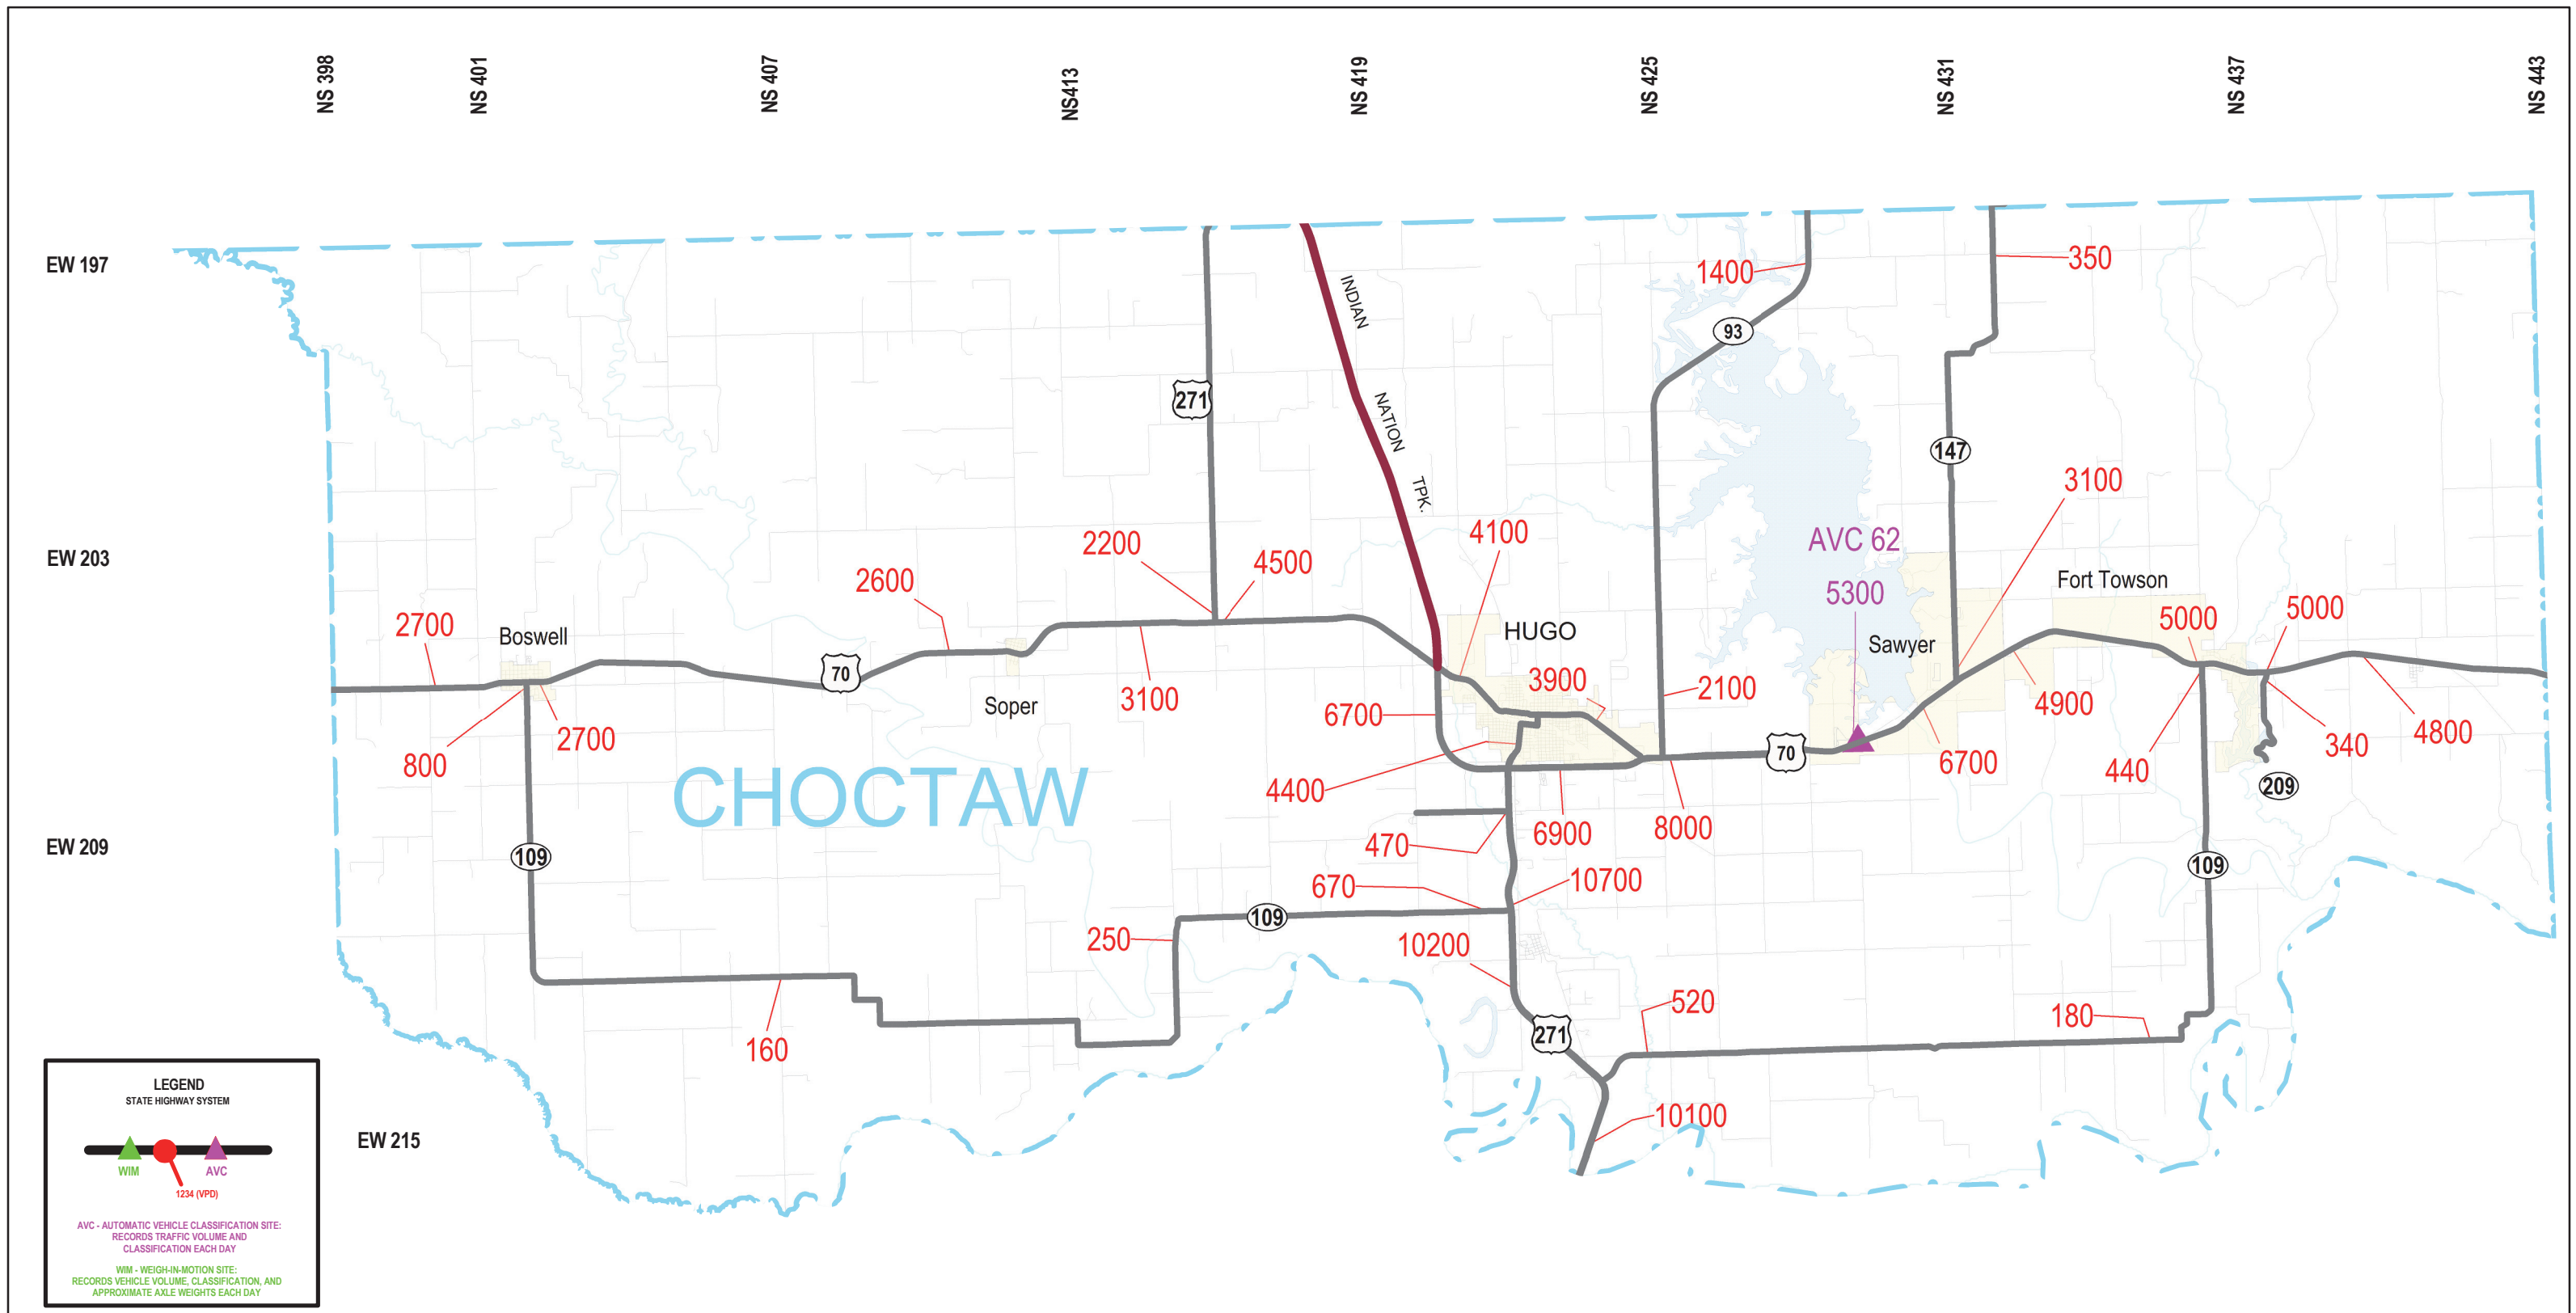 NS 398
NS 401
NS 407
NS413
NS 419
NS 425
NS 431
NS 437
NS 443
EW 197
EW 203
EW 209
EW 215
INDIAN
NATION
TPK.
1400
350
93
271
147
3100
AVC 62
5300
4100
2200
4500
2600
2700
Boswell
HUGO
Sawyer
Fort Towson
5000
5000
70
Soper
3100
3900
6700
2100
4900
4800
340
440
6700
800
2700
CHOCTAW
4400
70
209
470
6900
8000
109
109
670
10700
109
250
10200
520
180
160
271
10100
LEGEND
STATE HIGHWAY SYSTEM
WIM
AVC
1234 (VPD)
AVC - AUTOMATIC VEHICLE CLASSIFICATION SITE:
RECORDS TRAFFIC VOLUME AND
CLASSIFICATION EACH DAY
WIM - WEIGH-IN-MOTION SITE:
RECORDS VEHICLE VOLUME, CLASSIFICATION, AND
APPROXIMATE AXLE WEIGHTS EACH DAY